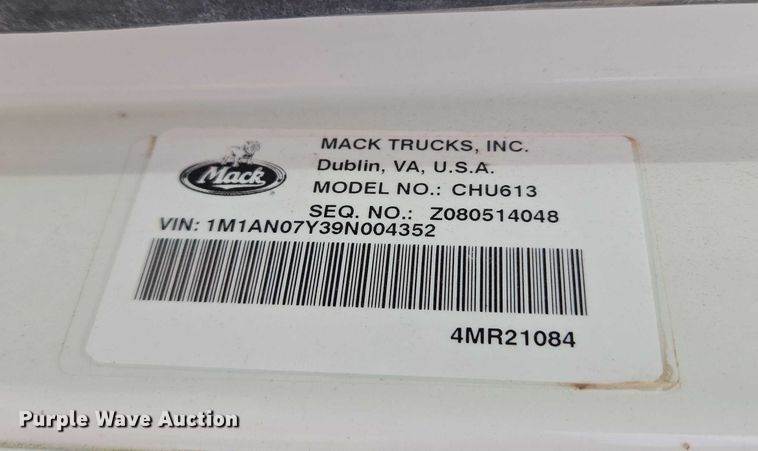 MACK TRUCKS, INC.
Dublin, VA, U.S.A.
MODEL NO.: CHU613
SEQ. NO.: Z080514048
Mack
VIN: 1M1AN07Y39N004352
4MR21084
Purple Wave Auction